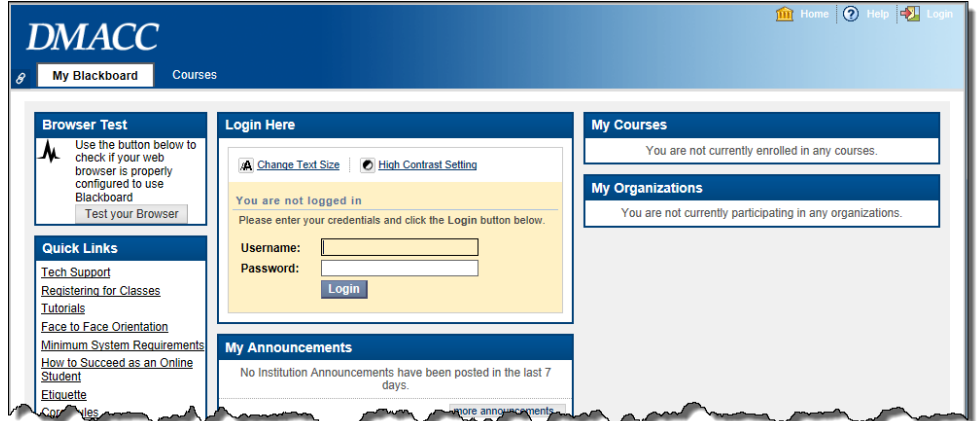 Home
Help
Login
DMACC
My Blackboard
Courses
Browser Test
Use the button below to
check if your web
browser is properly
configured to use
Blackboard
Test your Browser
Quick Links
Tech Support
Registering for Classes
Tutorials
Face to Face Orientation
Minimum System Requirements
How to Succeed as an Online
Student
Etiquette
Login Here
A Change Text Size
High Contrast Setting
You are not logged in
Please enter your credentials and click the Login button below.
Username:
Password:
Login
My Announcements
No Institution Announcements have been posted in the last 7
days.
more announcements
My Courses
You are not currently enrolled in any courses.
My Organizations
You are not currently participating in any organizations.